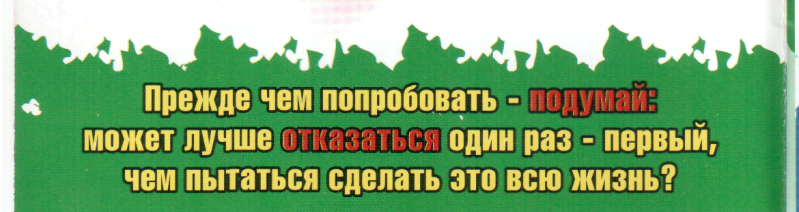 Прежде чем попробовать - подумай:
может лучше отказаться один раз - первый,
чем пытаться сделать это всю жизнь?